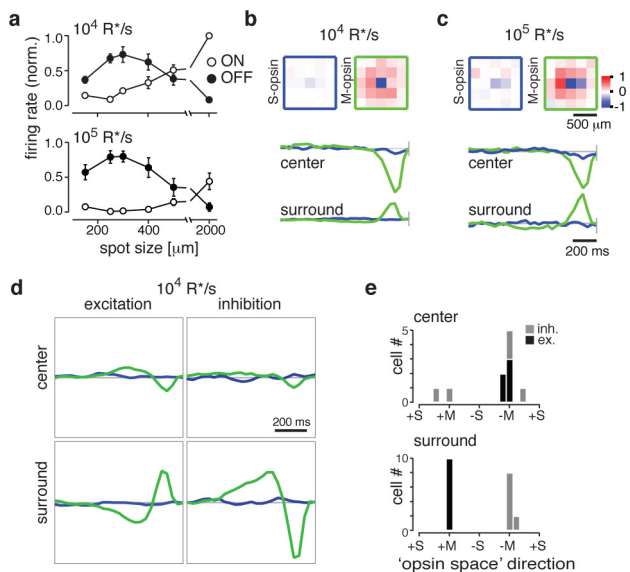 a
10⁴ R*/s
firing rate (norm.)
1.0
0.5
0.0
ON
OFF
10⁵ R*/s
1.0
0.5
0.0
200
400
2000
spot size [μm]
b
10⁴ R*/s
S-opsin
M-opsin
center
surround
c
10⁵ R*/s
S-opsin
M-opsin
1
0
-1
500 μm
center
surround
200 ms
d
10⁴ R*/s
excitation
inhibition
center
surround
200 ms
e
center
inh.
ex.
cell #
5
0
+S
+M
-S
-M
+S
surround
cell #
10
0
+S
+M
-S
-M
+S
'opsin space' direction